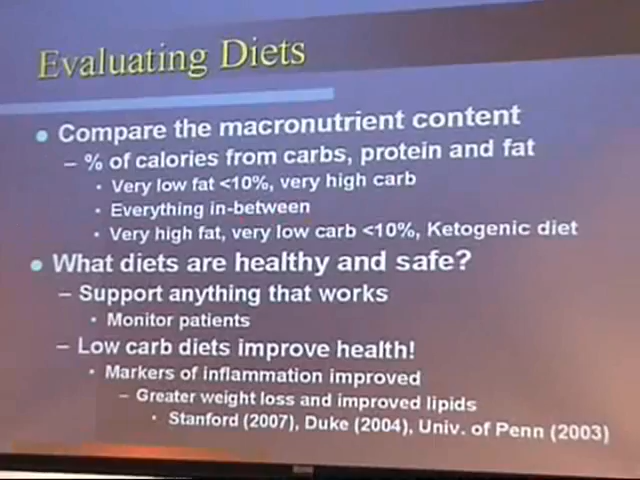 Evaluating Diets
• Compare the macronutrient content
– % of calories from carbs, protein and fat
• Very low fat <10%, very high carb
• Everything in-between
• Very high fat, very low carb <10%, Ketogenic diet
• What diets are healthy and safe?
– Support anything that works
• Monitor patients
– Low carb diets improve health!
• Markers of inflammation improved
– Greater weight loss and improved lipids
• Stanford (2007), Duke (2004), Univ. of Penn (2003)